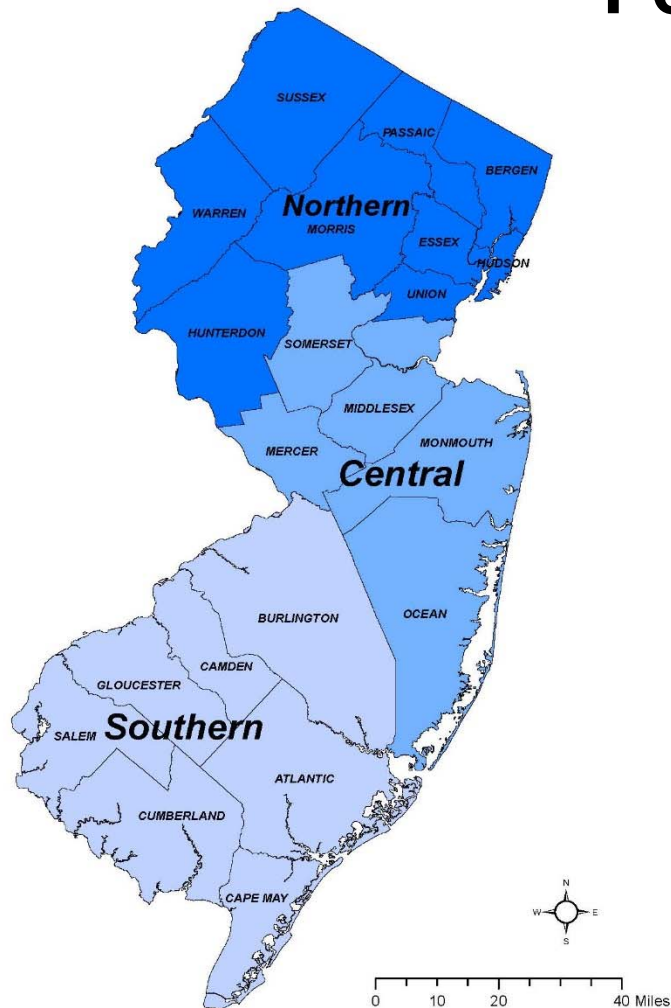 SUSSEX
PASSAIC
BERGEN
WARREN
Northern
MORRIS
ESSEX
HUDSON
UNION
HUNTERDON
SOMERSET
MIDDLESEX
MONMOUTH
MERCER
Central
OCEAN
BURLINGTON
CAMDEN
GLOUCESTER
Southern
SALEM
ATLANTIC
CUMBERLAND
CAPE MAY
N
W E
S
0 10 20 40 Miles